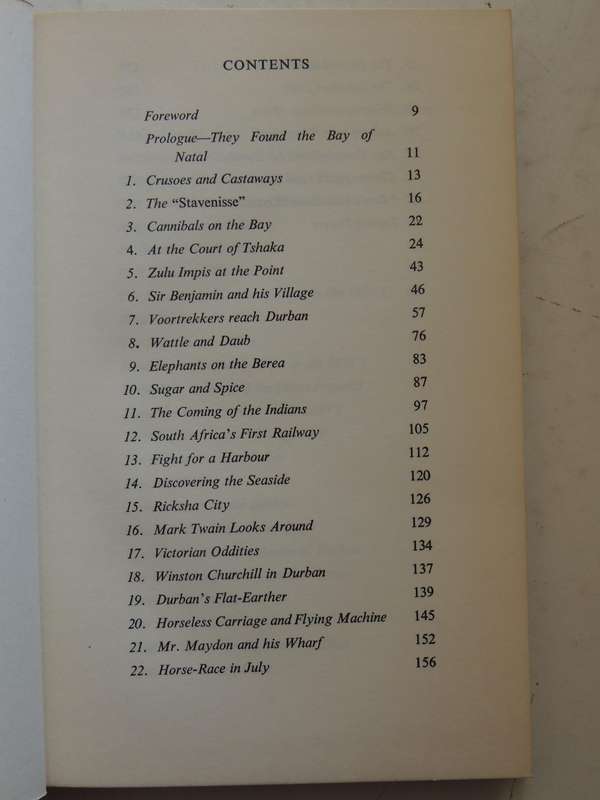 CONTENTS
Foreword 9
Prologue—They Found the Bay of
Natal 11
1. Crusoes and Castaways 13
2. The "Stavenisse" 16
3. Cannibals on the Bay 22
4. At the Court of Tshaka 24
5. Zulu Impis at the Point 43
6. Sir Benjamin and his Village 46
7. Voortrekkers reach Durban 57
8. Wattle and Daub 76
9. Elephants on the Berea 83
10. Sugar and Spice 87
11. The Coming of the Indians 97
12. South Africa's First Railway 105
13. Fight for a Harbour 112
14. Discovering the Seaside 120
15. Ricksha City 126
16. Mark Twain Looks Around 129
17. Victorian Oddities 134
18. Winston Churchill in Durban 137
19. Durban's Flat-Earther 139
20. Horseless Carriage and Flying Machine 145
21. Mr. Maydon and his Wharf 152
22. Horse-Race in July 156